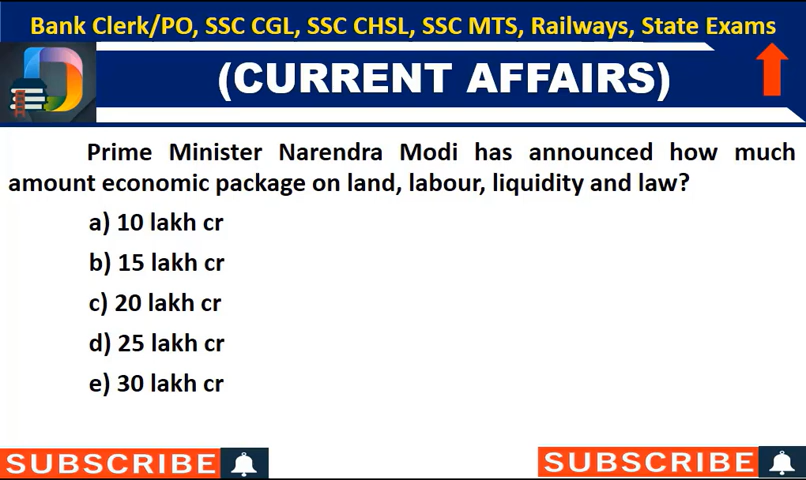 Bank Clerk/PO, SSC CGL, SSC CHSL, SSC MTS, Railways, State Exams
(CURRENT AFFAIRS)
Prime Minister Narendra Modi has announced how much
amount economic package on land, labour, liquidity and law?
a) 10 lakh cr
b) 15 lakh cr
c) 20 lakh cr
d) 25 lakh cr
e) 30 lakh cr
SUBSCRIBE
SUBSCRIBE